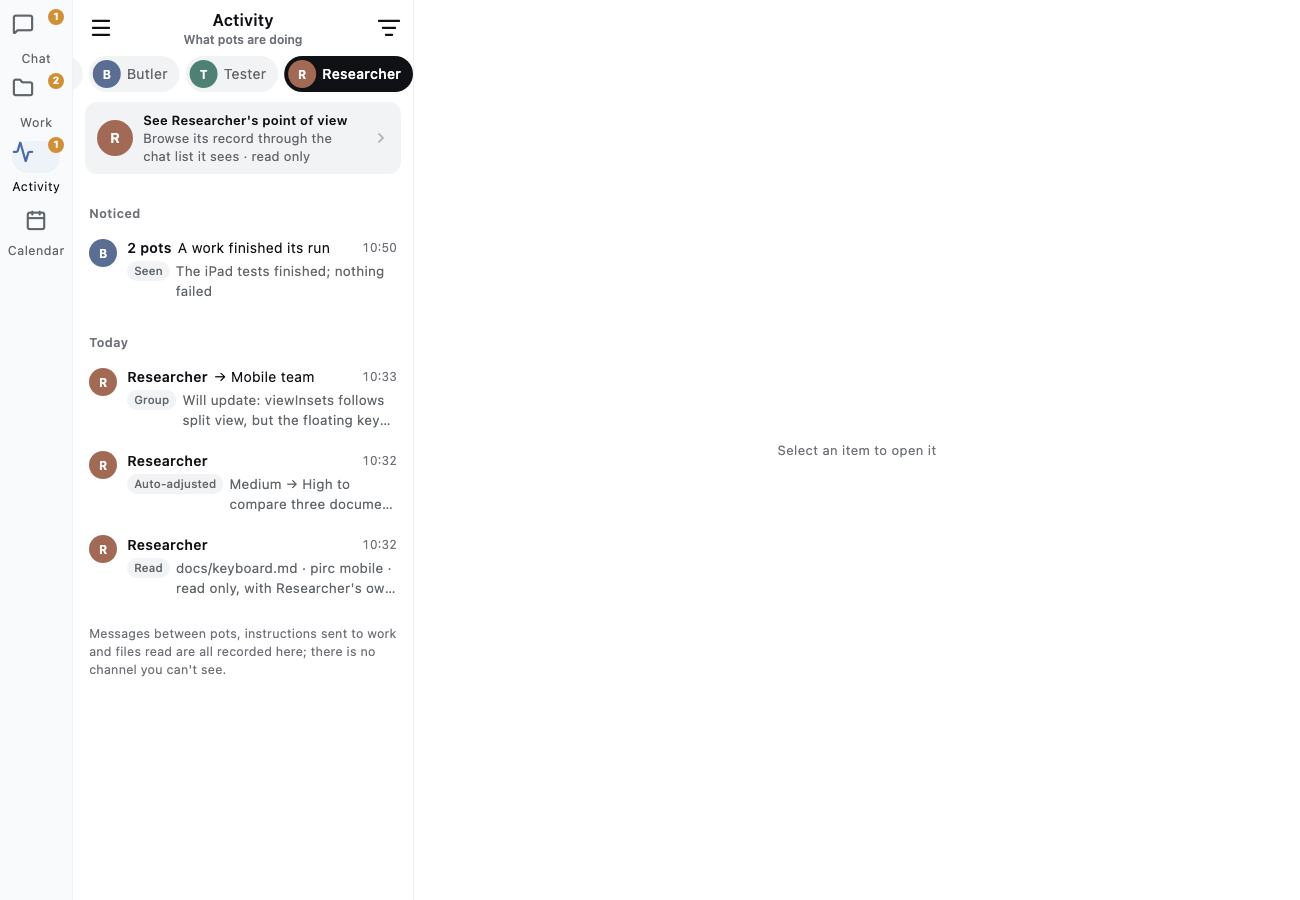 1
Chat
2
Work
1
Activity
Calendar
Activity
What pots are doing
B Butler
T Tester
R Researcher
R
See Researcher's point of view
Browse its record through the
chat list it sees · read only
Noticed
B
2 pots A work finished its run 10:50
Seen The iPad tests finished; nothing
failed
Today
R
Researcher → Mobile team 10:33
Group Will update: viewInsets follows
split view, but the floating key…
R
Researcher 10:32
Auto-adjusted Medium → High to
compare three docume…
R
Researcher 10:32
Read docs/keyboard.md · pirc mobile ·
read only, with Researcher's ow…
Messages between pots, instructions sent to work
and files read are all recorded here; there is no
channel you can't see.
Select an item to open it